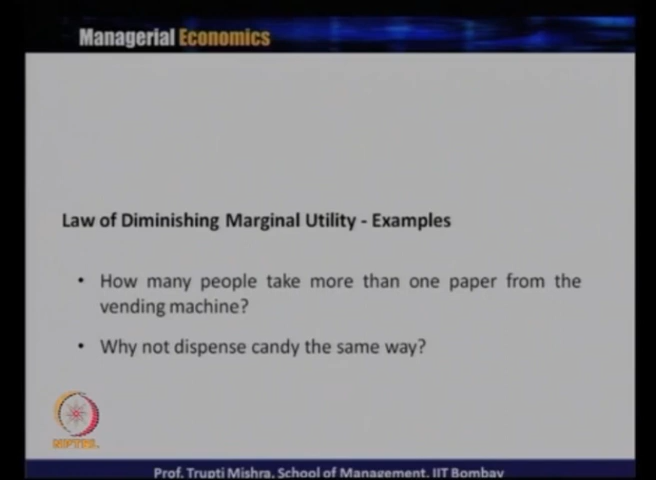 Managerial Economics
Law of Diminishing Marginal Utility - Examples
• How many people take more than one paper from the
vending machine?
• Why not dispense candy the same way?
NPTEL
Prof. Trupti Mishra, School of Management, IIT Bombay